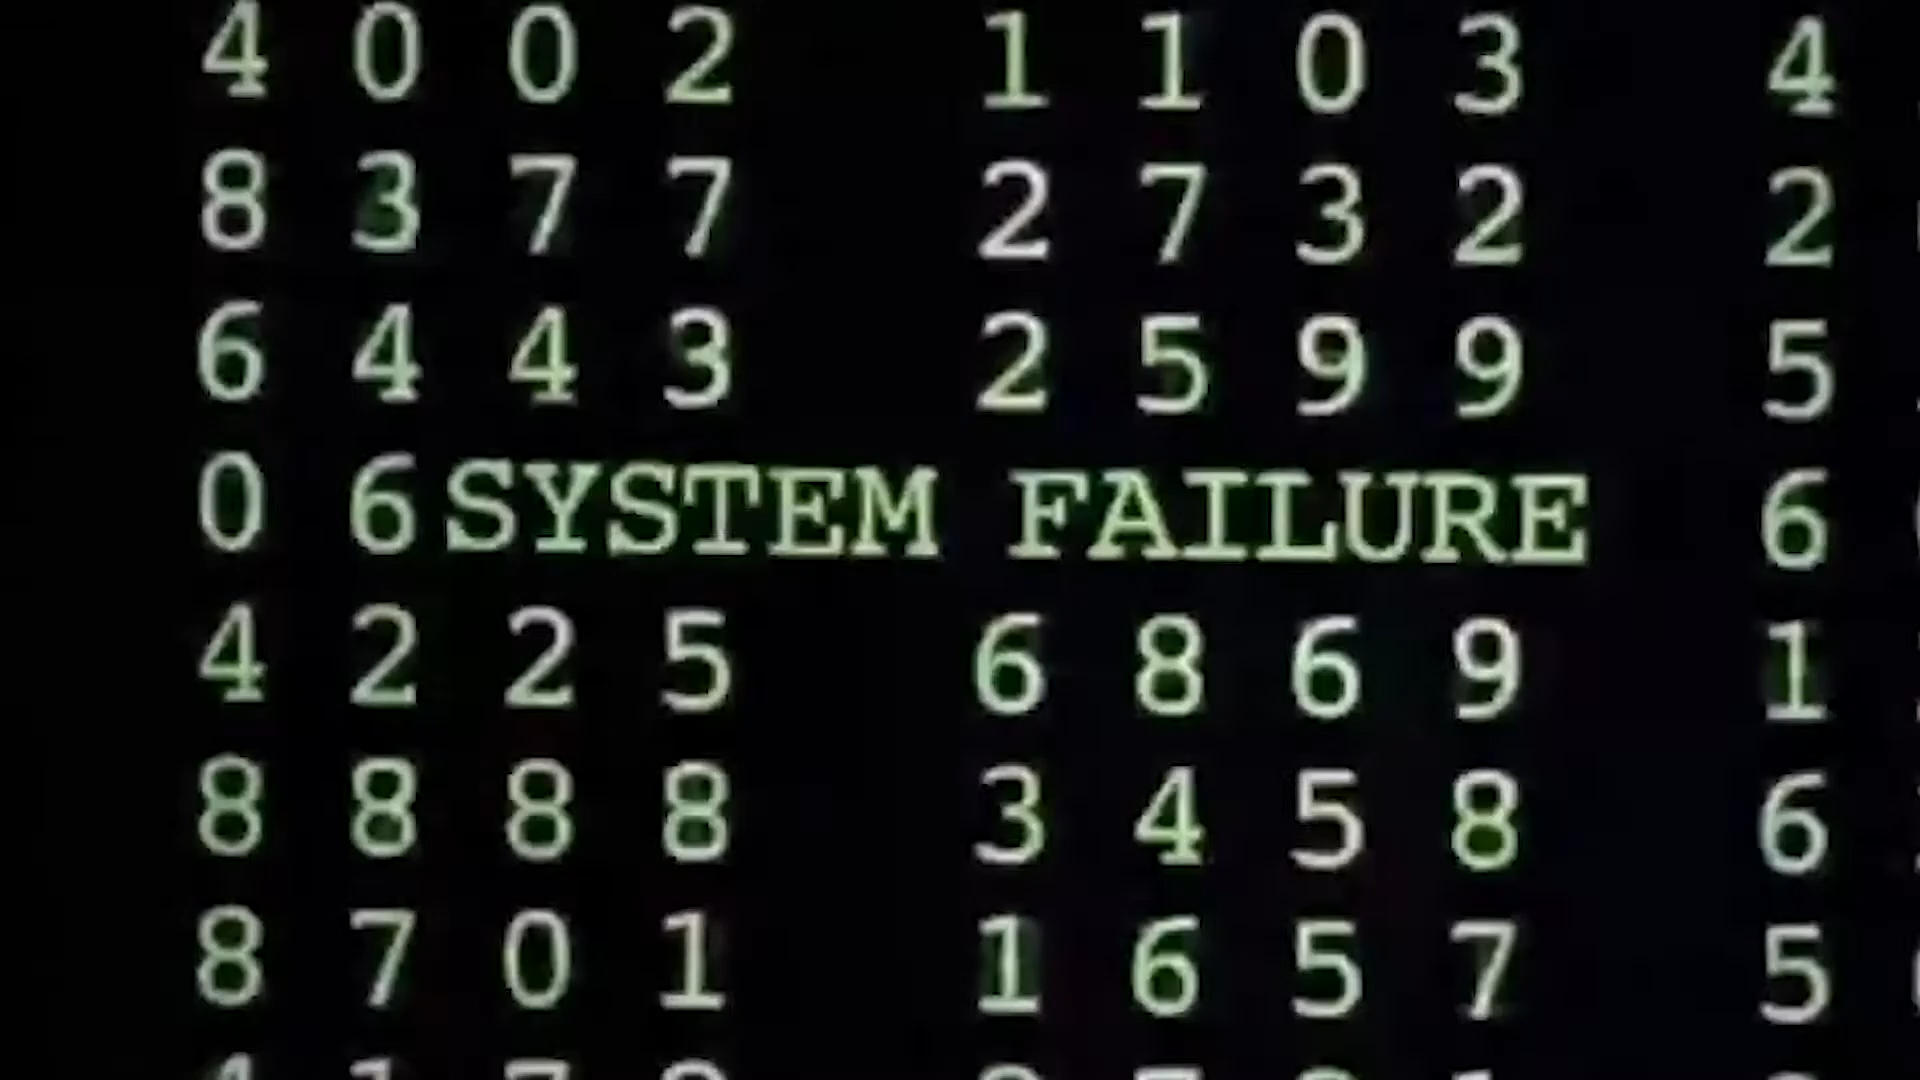 4 0 0 2 1 1 0 3 4
8 3 7 7 2 7 3 2 2
6 4 4 3 2 5 9 9 5
0 6 SYSTEM FAILURE 6
4 2 2 5 6 8 6 9 1
8 8 8 8 3 4 5 8 6
8 7 0 1 1 6 5 7 5